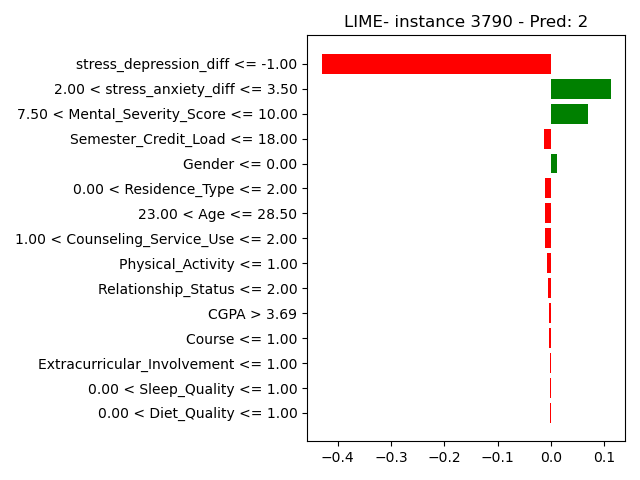 LIME- instance 3790 - Pred: 2
stress_depression_diff <= -1.00
2.00 < stress_anxiety_diff <= 3.50
7.50 < Mental_Severity_Score <= 10.00
Semester_Credit_Load <= 18.00
Gender <= 0.00
0.00 < Residence_Type <= 2.00
23.00 < Age <= 28.50
1.00 < Counseling_Service_Use <= 2.00
Physical_Activity <= 1.00
Relationship_Status <= 2.00
CGPA > 3.69
Course <= 1.00
Extracurricular_Involvement <= 1.00
0.00 < Sleep_Quality <= 1.00
0.00 < Diet_Quality <= 1.00
−0.4 −0.3 −0.2 −0.1 0.0 0.1